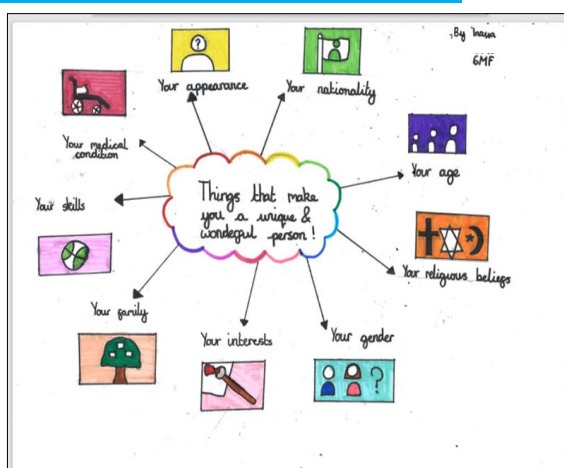 By Inaaya
6MF
Your appearance
Your nationality
Your medical
condition
Your age
Your skills
Things that make
you a unique &
wonderful person!
Your religious beliefs
Your family
Your interests
Your gender
?
?